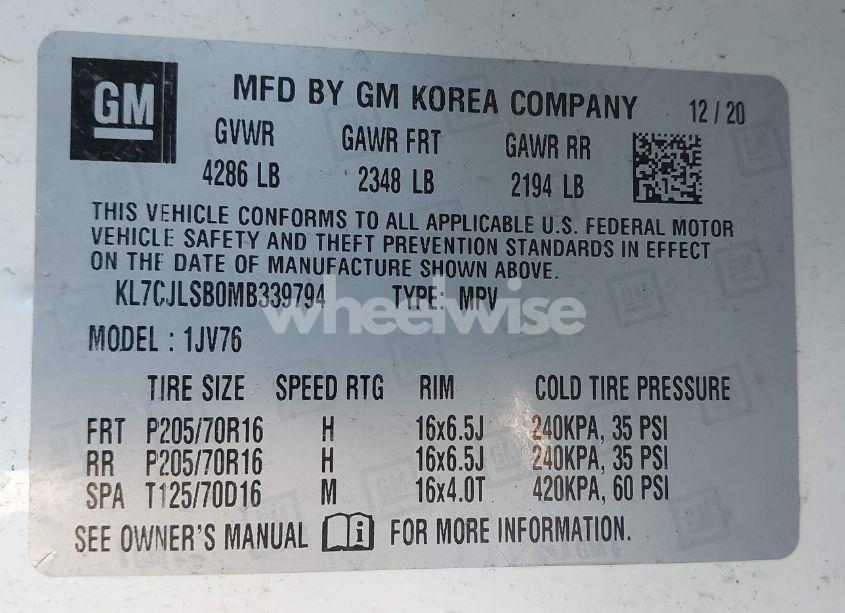 GM
MFD BY GM KOREA COMPANY 12 / 20
GVWR GAWR FRT GAWR RR
4286 LB 2348 LB 2194 LB
THIS VEHICLE CONFORMS TO ALL APPLICABLE U.S. FEDERAL MOTOR
VEHICLE SAFETY AND THEFT PREVENTION STANDARDS IN EFFECT
ON THE DATE OF MANUFACTURE SHOWN ABOVE.
KL7CJLSB0MB339794 TYPE: MPV
wheelwise
MODEL : 1JV76
TIRE SIZE SPEED RTG RIM COLD TIRE PRESSURE
FRT P205/70R16 H 16x6.5J 240KPA, 35 PSI
RR P205/70R16 H 16x6.5J 240KPA, 35 PSI
SPA T125/70D16 M 16x4.0T 420KPA, 60 PSI
SEE OWNER'S MANUAL i FOR MORE INFORMATION.